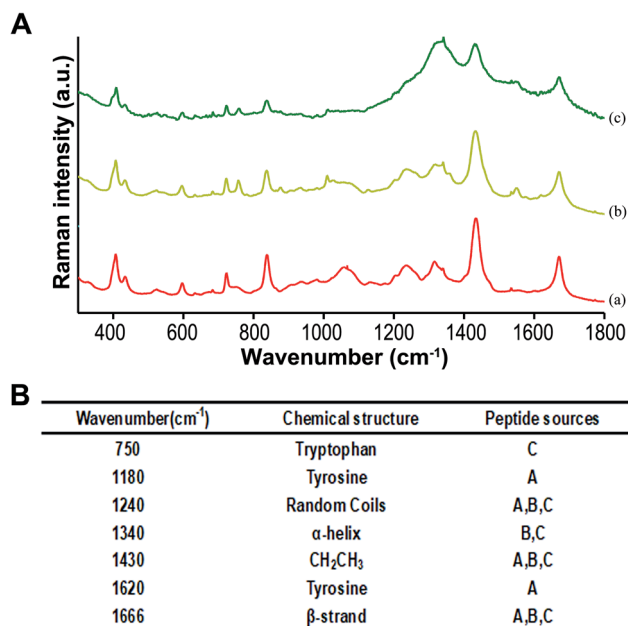 A
Raman intensity (a.u.)
(c)
(b)
(a)
400 600 800 1000 1200 1400 1600 1800
Wavenumber (cm-1)
B
Wavenumber(cm-1) Chemical structure Peptide sources
750 Tryptophan C
1180 Tyrosine A
1240 Random Coils A,B,C
1340 α-helix B,C
1430 CH₂CH₃ A,B,C
1620 Tyrosine A
1666 β-strand A,B,C